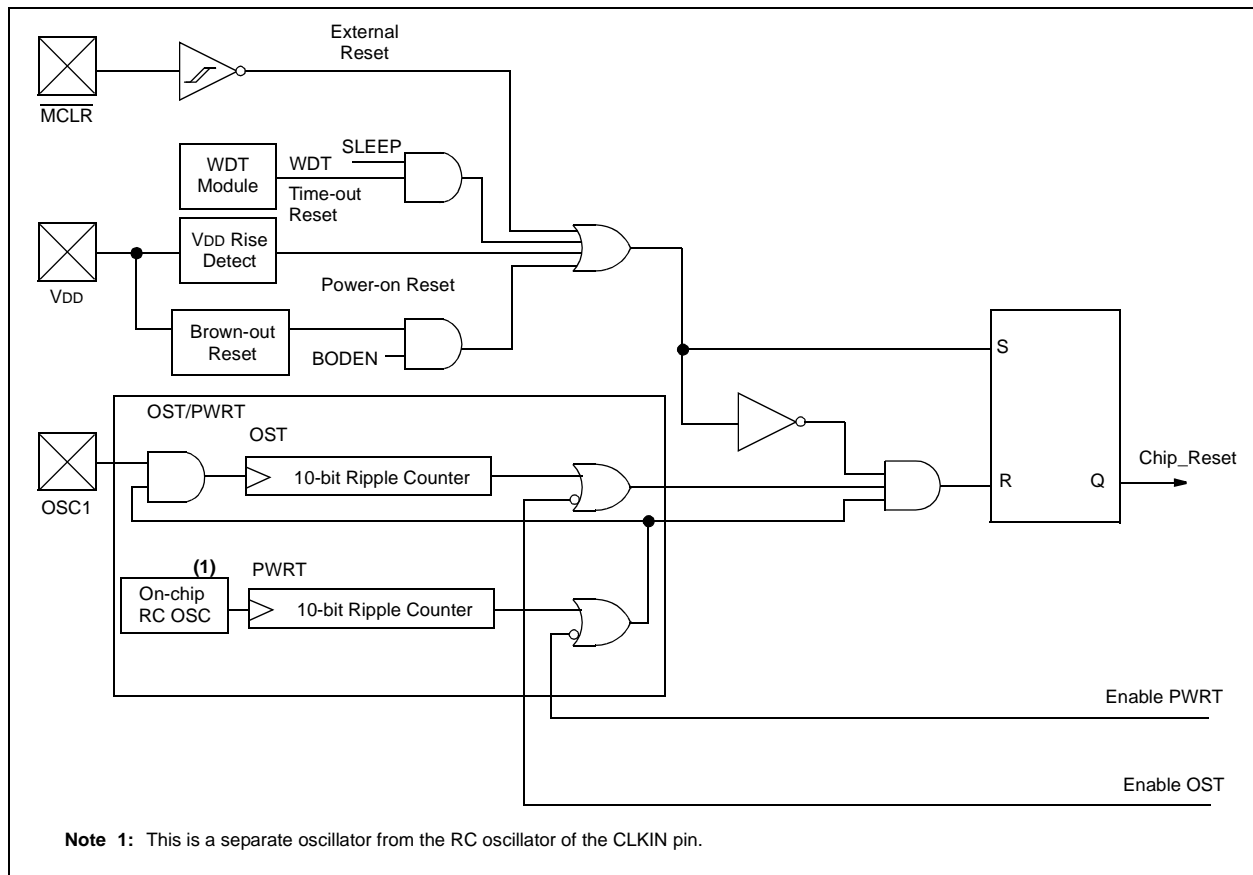 External
Reset
MCLR
SLEEP
WDT
Module
WDT
Time-out
Reset
VDD
VDD Rise
Detect
Power-on Reset
Brown-out
Reset
BODEN
S
OST/PWRT
OST
10-bit Ripple Counter
OSC1
R
Q
Chip_Reset
(1)
On-chip
RC OSC
PWRT
10-bit Ripple Counter
Enable PWRT
Enable OST
Note 1: This is a separate oscillator from the RC oscillator of the CLKIN pin.